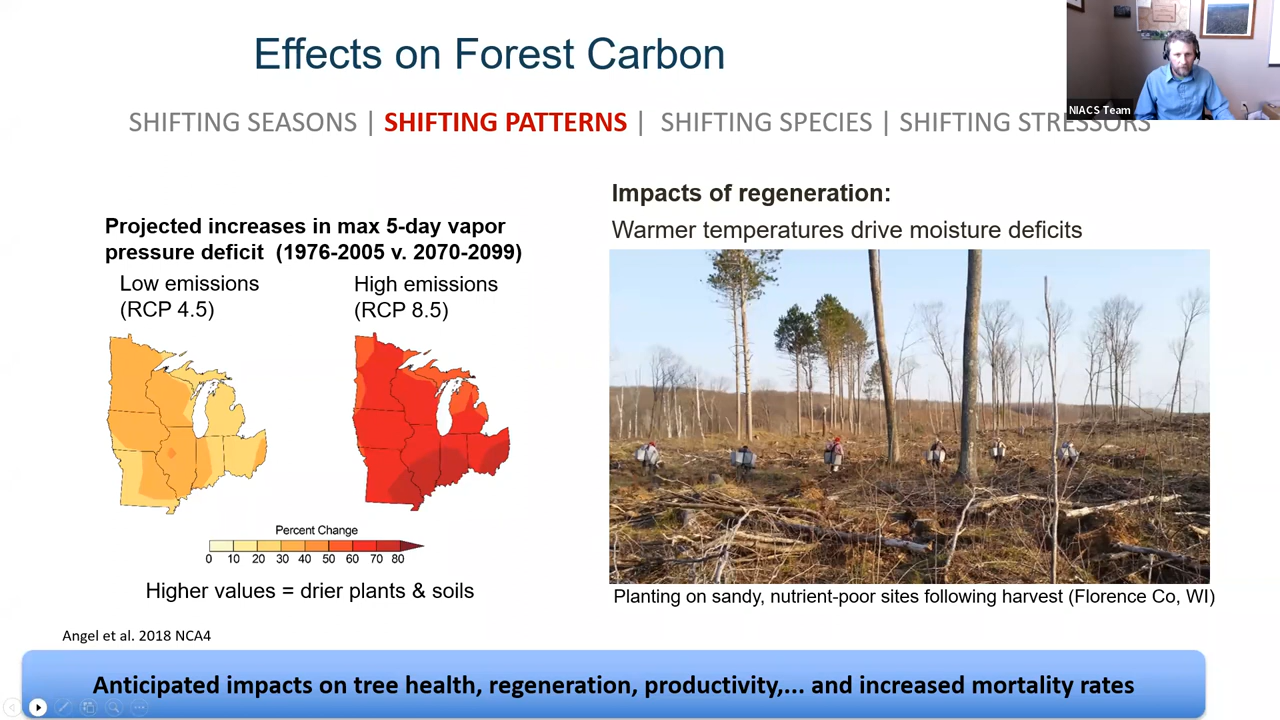 Effects on Forest Carbon
NIACS Team
SHIFTING SEASONS | SHIFTING PATTERNS | SHIFTING SPECIES | SHIFTING STRESSORS
Projected increases in max 5-day vapor
pressure deficit (1976-2005 v. 2070-2099)
Low emissions
(RCP 4.5)
High emissions
(RCP 8.5)
Percent Change
0 10 20 30 40 50 60 70 80
Higher values = drier plants & soils
Angel et al. 2018 NCA4
Impacts of regeneration:
Warmer temperatures drive moisture deficits
Planting on sandy, nutrient-poor sites following harvest (Florence Co, WI)
Anticipated impacts on tree health, regeneration, productivity,... and increased mortality rates